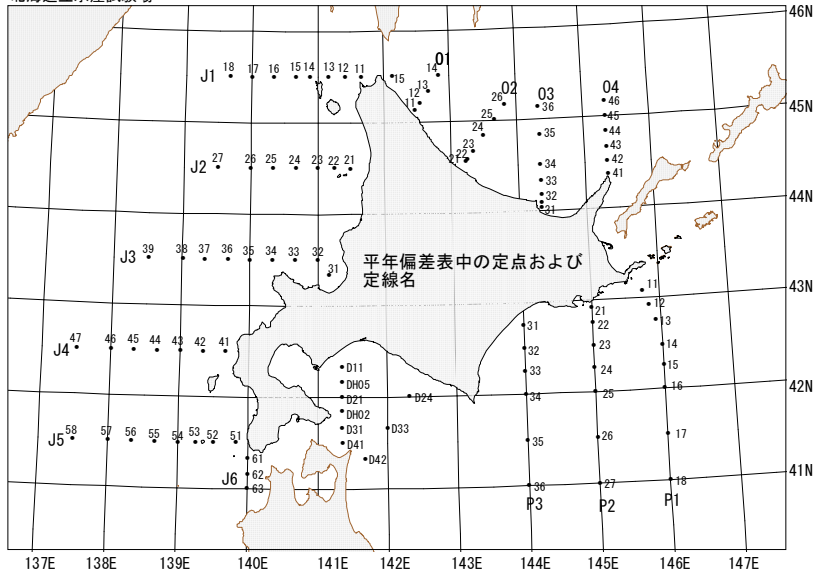 46N
J1 18 17 16 15 14 13 12 11
15 11 12 13 14 O1
O2 26 25 24 23 22 21
O3 36 35 34 33 32 31
O4 46 45 44 43 42 41
45N
J2 27 26 25 24 23 22 21
44N
J3 39 38 37 36 35 34 33 32 31
平年偏差表中の定点および
定線名
43N
J4 47 46 45 44 43 42 41
D11
DH05
D21
DH02
D31
D41
D24
D33
D42
42N
J5 58 57 56 55 54 53 52 51
J6 61 62 63
41N
31 32 33 34 35 36 P3
21 22 23 24 25 26 27 P2
11 12 13 14 15 16 17 18 P1
137E 138E 139E 140E 141E 142E 143E 144E 145E 146E 147E